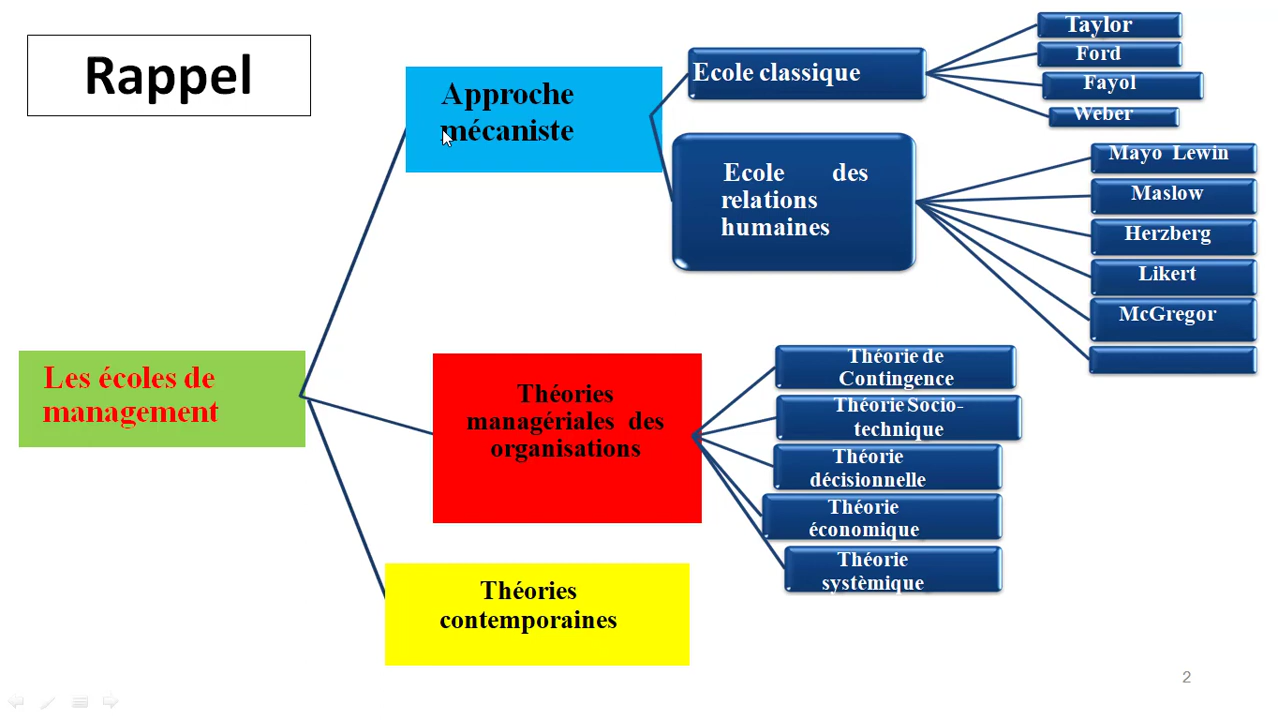 Rappel
Approche
mécaniste
Ecole classique
Taylor
Ford
Fayol
Weber
Ecole des
relations
humaines
Mayo Lewin
Maslow
Herzberg
Likert
McGregor
Les écoles de
management
Théories
managériales des
organisations
Théorie de
Contingence
Théorie Socio-
technique
Théorie
décisionnelle
Théorie
économique
Théorie
systèmique
Théories
contemporaines
2